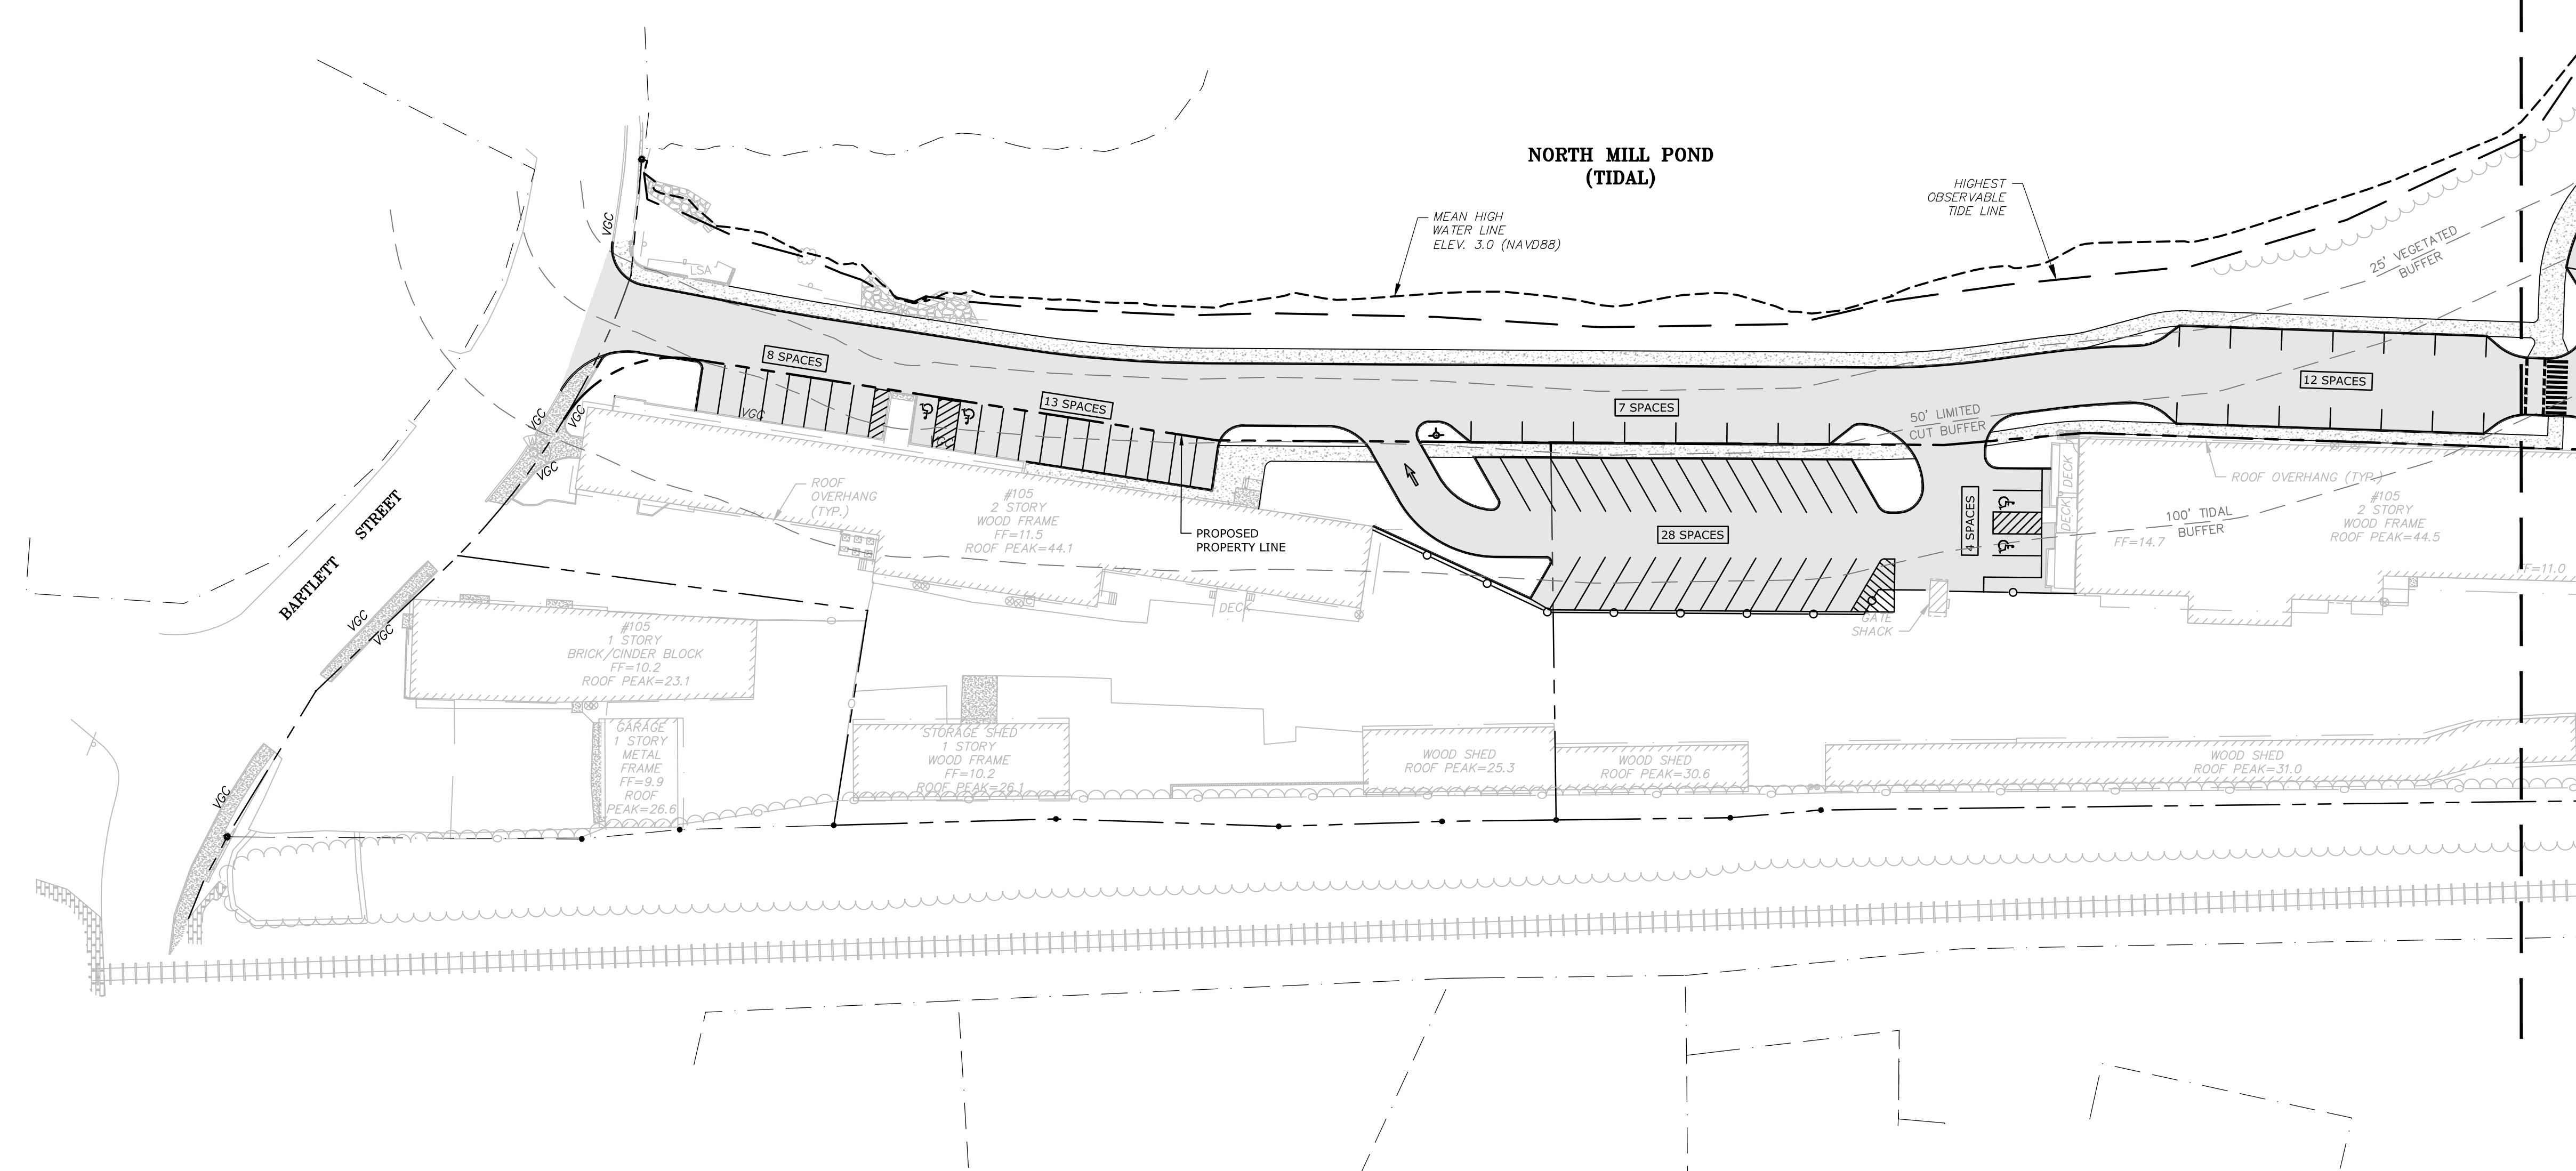 NORTH MILL POND
(TIDAL)
HIGHEST
OBSERVABLE
TIDE LINE
MEAN HIGH
WATER LINE
ELEV. 3.0 (NAVD88)
25' VEGETATED
BUFFER
VGC
LSA
8 SPACES
13 SPACES
7 SPACES
12 SPACES
50' LIMITED
CUT BUFFER
VGC
VGC
VGC
VGC
ROOF
OVERHANG
(TYP.)
#105
2 STORY
WOOD FRAME
FF=11.5
ROOF PEAK=44.1
PROPOSED
PROPERTY LINE
28 SPACES
4 SPACES
DECK
DECK
ROOF OVERHANG (TYP.)
#105
2 STORY
WOOD FRAME
ROOF PEAK=44.5
100' TIDAL
BUFFER
FF=14.7
FF=11.0
BARTLETT STREET
DECK
GATE
SHACK
VGC
VGC
#105
1 STORY
BRICK/CINDER BLOCK
FF=10.2
ROOF PEAK=23.1
GARAGE
1 STORY
METAL
FRAME
FF=9.9
ROOF
PEAK=26.6
STORAGE SHED
1 STORY
WOOD FRAME
FF=10.2
ROOF PEAK=26.1
WOOD SHED
ROOF PEAK=25.3
WOOD SHED
ROOF PEAK=30.6
WOOD SHED
ROOF PEAK=31.0
VGC